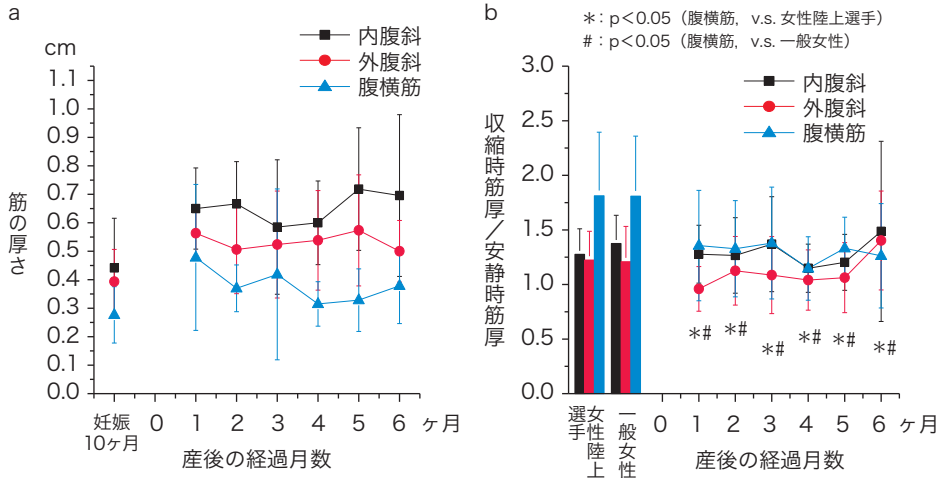 a
cm
内腹斜
外腹斜
腹横筋
1.1
1.0
0.9
0.8
0.7
0.6
0.5
0.4
0.3
0.2
0.1
0.0
筋の厚さ
妊娠
10ヶ月
0 1 2 3 4 5 6 ヶ月
産後の経過月数
b
＊：p＜0.05（腹横筋，v.s. 女性陸上選手）
#：p＜0.05（腹横筋，v.s. 一般女性）
内腹斜
外腹斜
腹横筋
3.0
2.5
2.0
1.5
1.0
0.5
0.0
収縮時筋厚／安静時筋厚
＊# ＊# ＊# ＊# ＊# ＊#
女性陸上
選手
一般女性
0 1 2 3 4 5 6 ヶ月
産後の経過月数